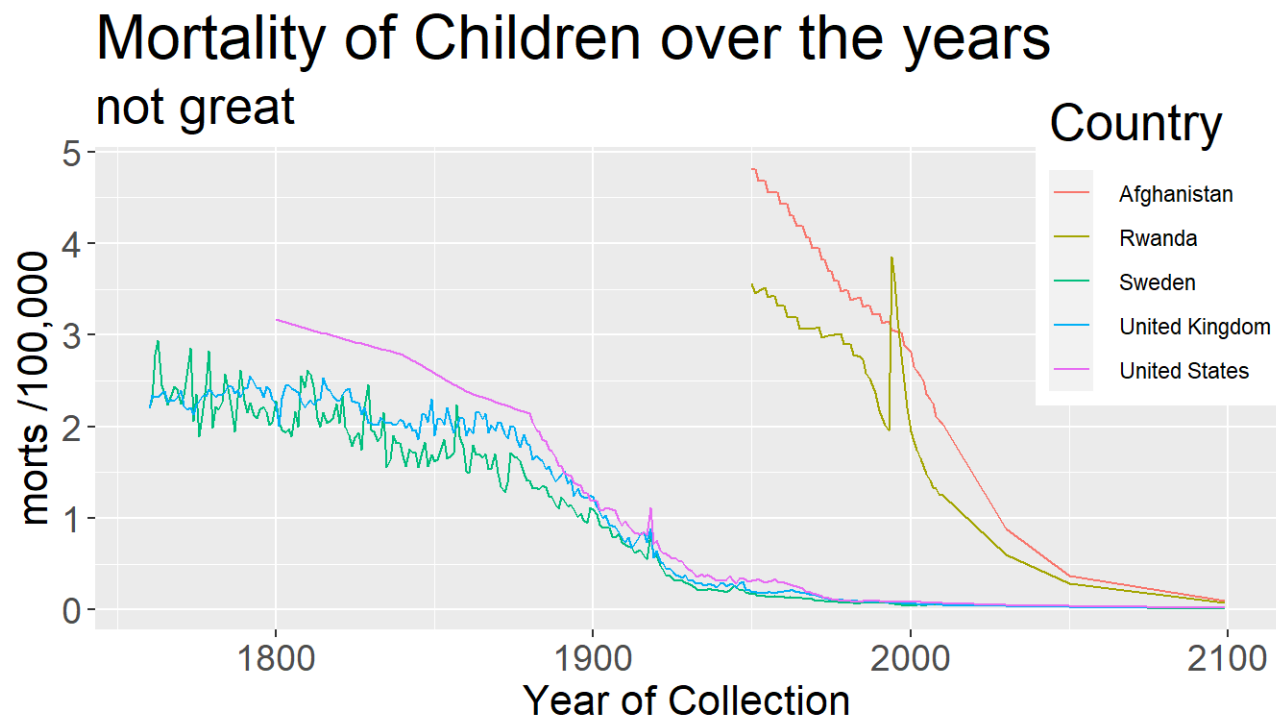 Mortality of Children over the years
not great
Country
Afghanistan
Rwanda
Sweden
United Kingdom
United States
morts /100,000
5
4
3
2
1
0
1800
1900
2000
2100
Year of Collection